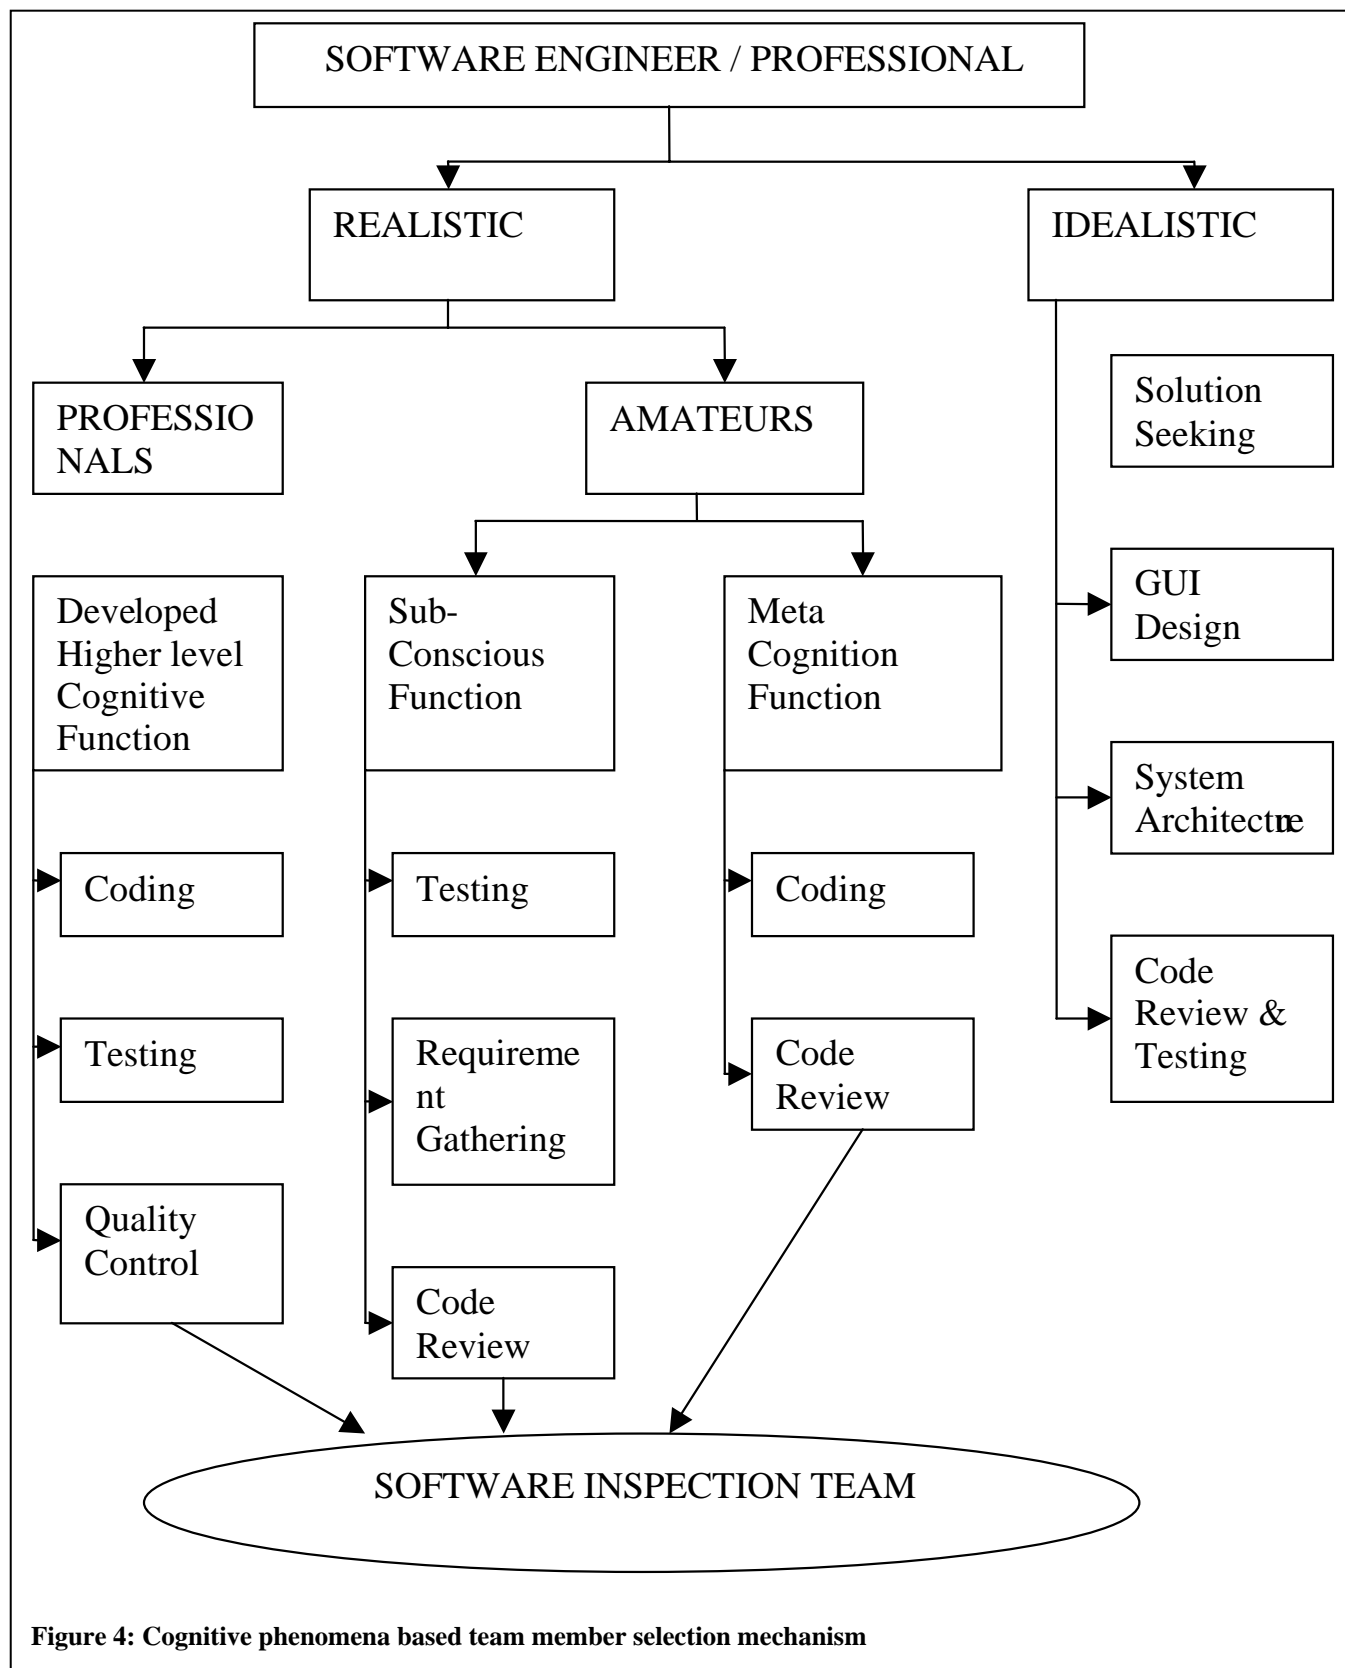 SOFTWARE ENGINEER / PROFESSIONAL
REALISTIC
IDEALISTIC
PROFESSIO
NALS
AMATEURS
Solution
Seeking
GUI
Design
Developed
Higher level
Cognitive
Function
Sub-
Conscious
Function
Meta
Cognition
Function
System
Architecture
Coding
Testing
Coding
Code
Review &
Testing
Testing
Requireme
nt
Gathering
Code
Review
Quality
Control
Code
Review
SOFTWARE INSPECTION TEAM
Figure 4: Cognitive phenomena based team member selection mechanism